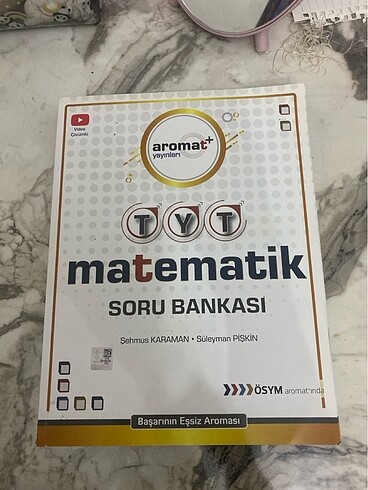 Video
Çözümlü
aromat+
yayınları
TYT
matematik
SORU BANKASI
Şehmus KARAMAN • Süleyman PİŞKİN
ÖSYM aromat'ında
Başarının Eşsiz Aroması